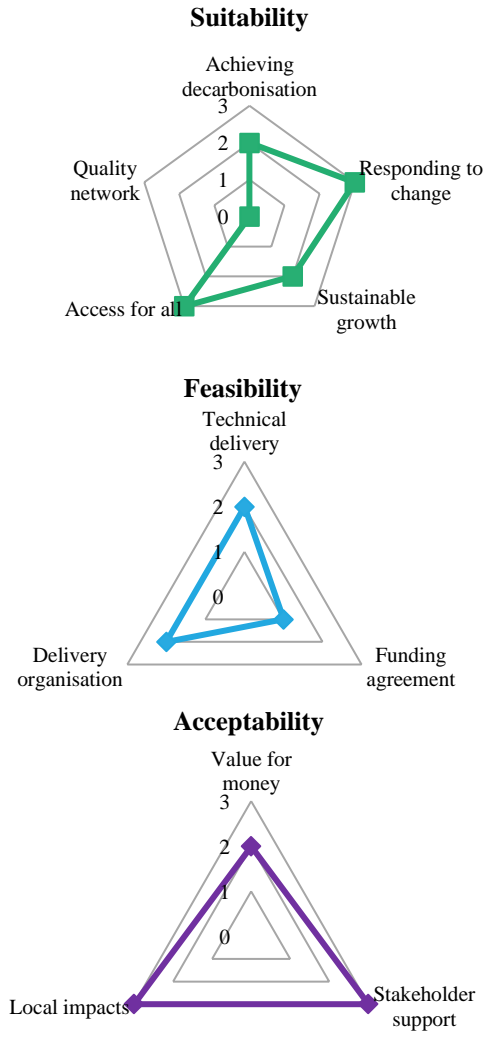 Suitability
Achieving
decarbonisation
3
2
1
0
Quality
network
Responding to
change
Access for all
Sustainable
growth
Feasibility
Technical
delivery
3
2
1
0
Delivery
organisation
Funding
agreement
Acceptability
Value for
money
3
2
1
0
Local impacts
Stakeholder
support